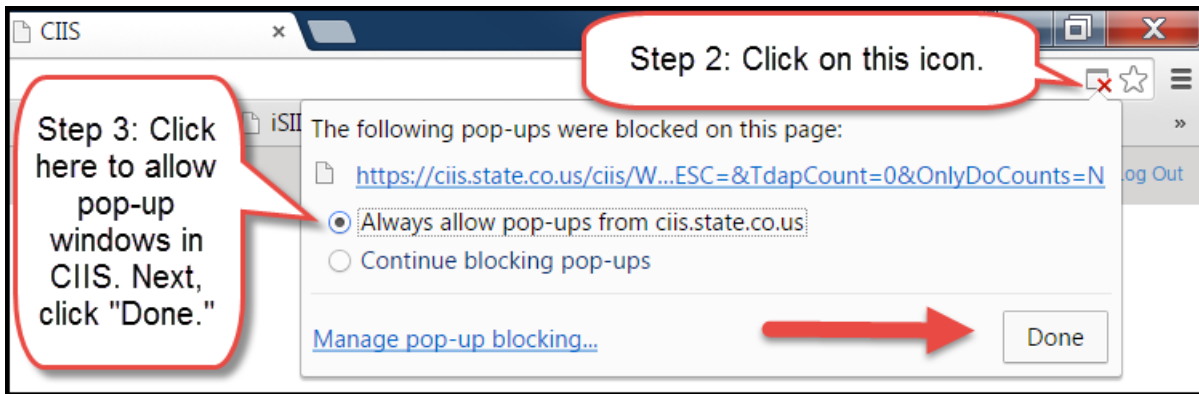 CIIS
Step 2: Click on this icon.
Step 3: Click
here to allow
pop-up
windows in
CIIS. Next,
click "Done."
The following pop-ups were blocked on this page:
https://ciis.state.co.us/ciis/W...ESC=&TdapCount=0&OnlyDoCounts=N
Always allow pop-ups from ciis.state.co.us
Continue blocking pop-ups
Manage pop-up blocking...
Done
Out